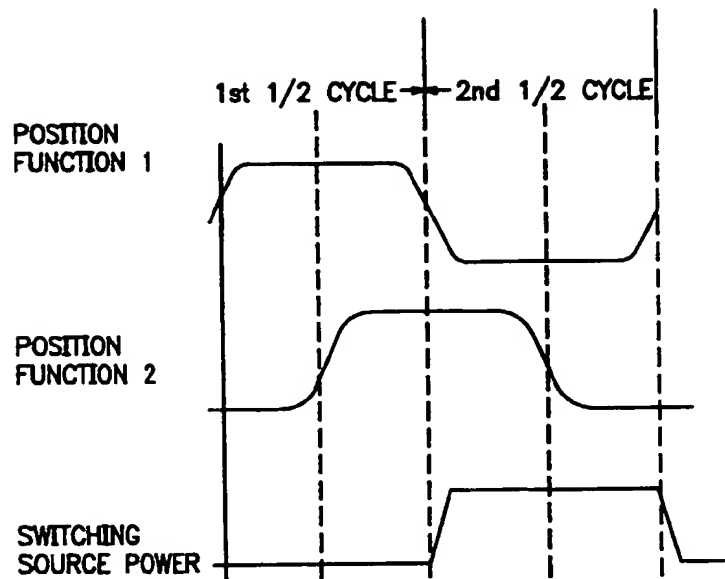 1st 1/2 CYCLE
2nd 1/2 CYCLE
POSITION
FUNCTION 1
POSITION
FUNCTION 2
SWITCHING
SOURCE POWER